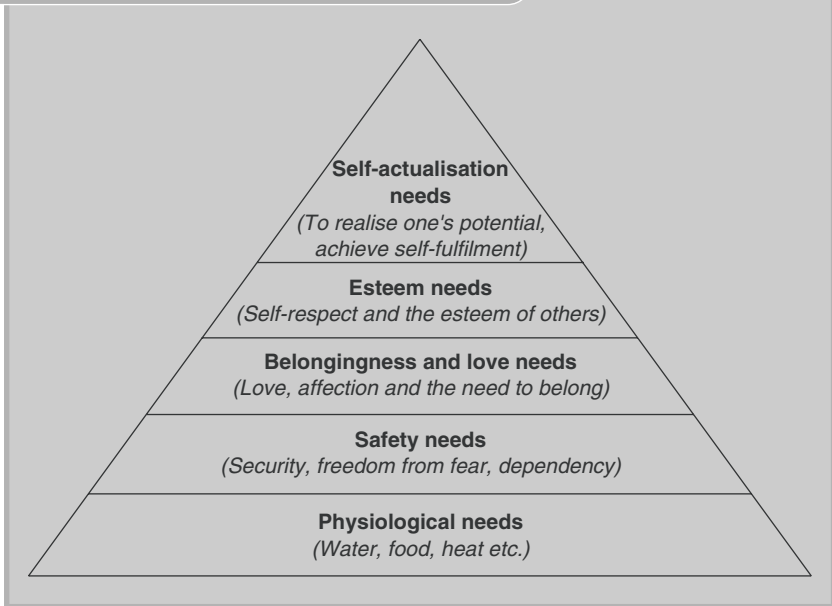 Self-actualisation
needs
(To realise one's potential,
achieve self-fulfilment)
Esteem needs
(Self-respect and the esteem of others)
Belongingness and love needs
(Love, affection and the need to belong)
Safety needs
(Security, freedom from fear, dependency)
Physiological needs
(Water, food, heat etc.)